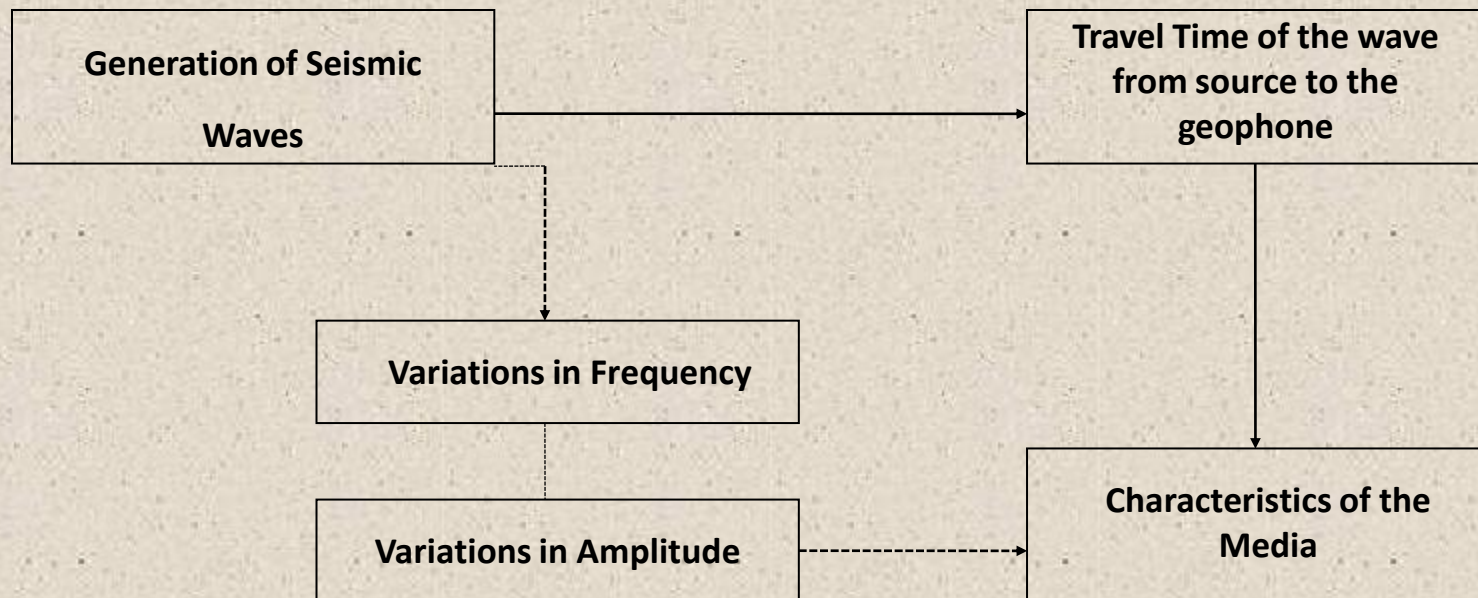 Generation of Seismic
Waves
Travel Time of the wave
from source to the
geophone
Variations in Frequency
Variations in Amplitude
Characteristics of the
Media